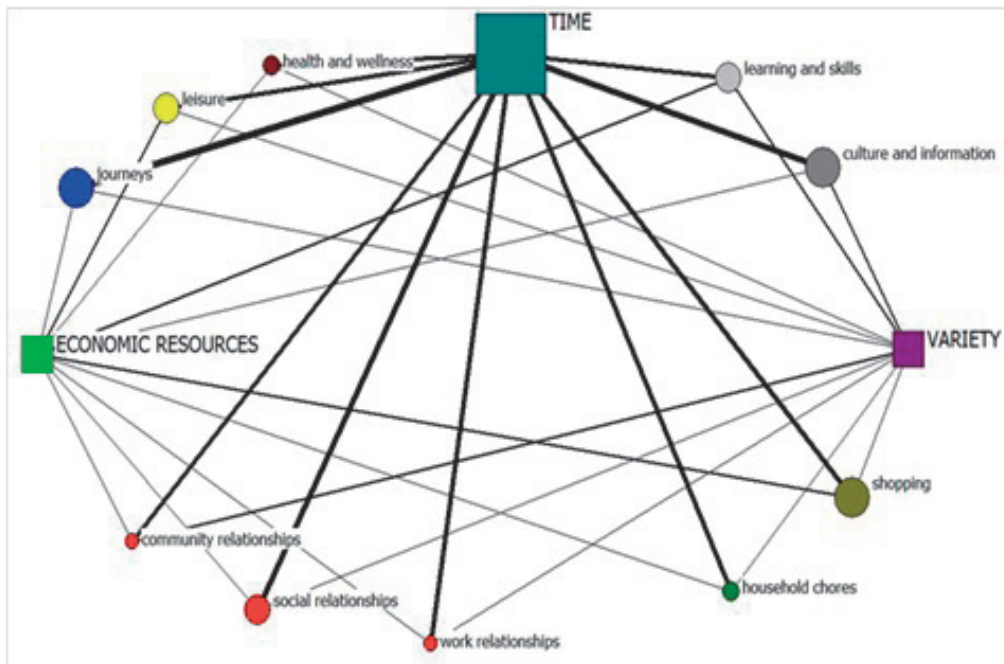 TIME
health and wellness
learning and skills
leisure
culture and information
journeys
ECONOMIC RESOURCES
VARIETY
shopping
community relationships
household chores
social relationships
work relationships